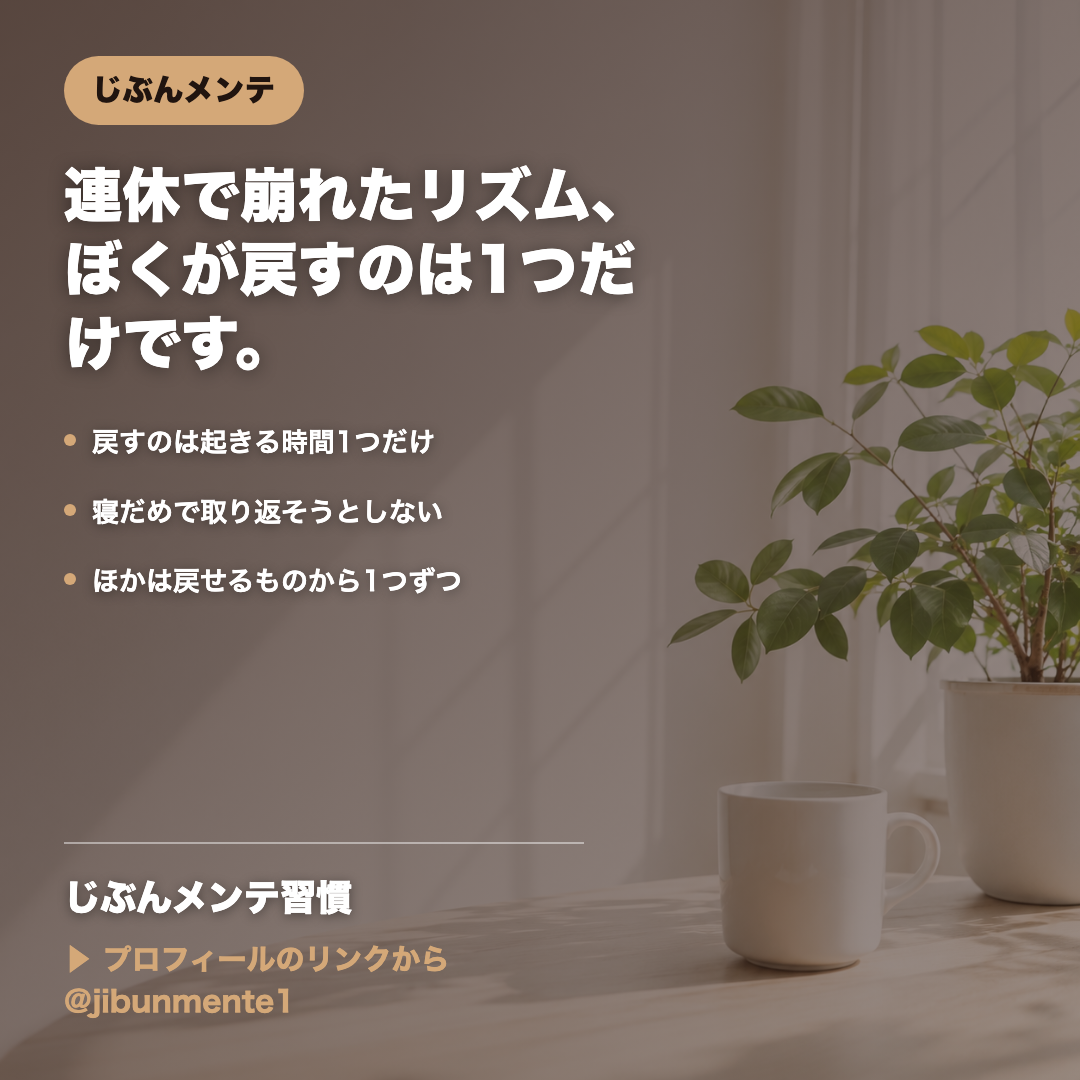 じぶんメンテ
連休で崩れたリズム、
ぼくが戻すのは1つだ
けです。
• 戻すのは起きる時間1つだけ
• 寝だめで取り返そうとしない
• ほかは戻せるものから1つずつ
じぶんメンテ習慣
▶ プロフィールのリンクから
@jibunmente1